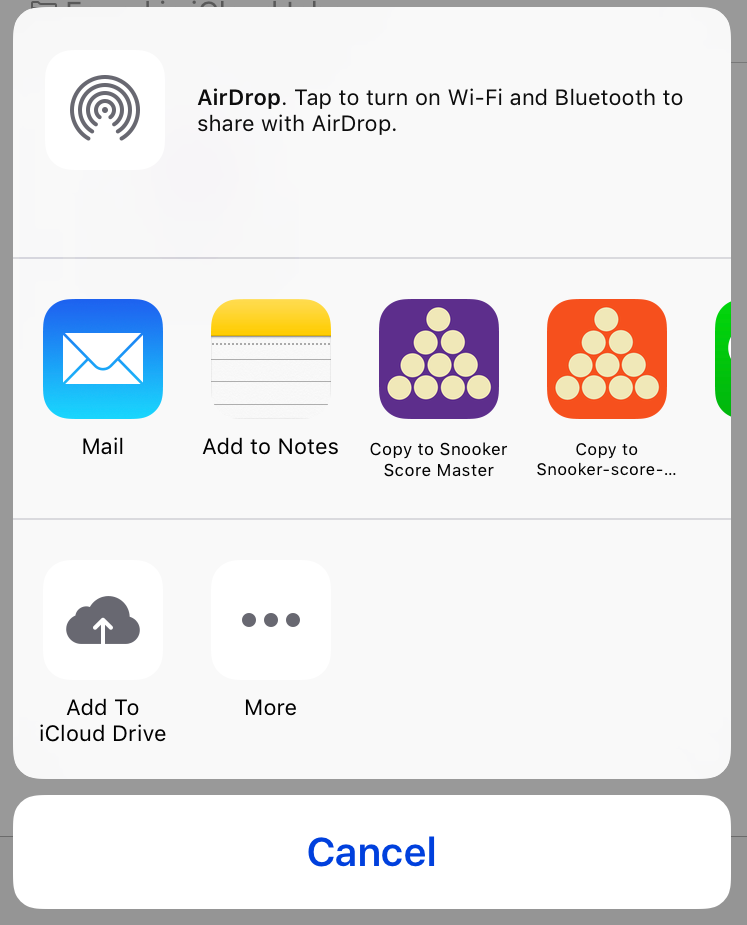 AirDrop. Tap to turn on Wi-Fi and Bluetooth to
share with AirDrop.
Mail
Add to Notes
Copy to Snooker
Score Master
Copy to
Snooker-score-...
Add To
iCloud Drive
More
Cancel